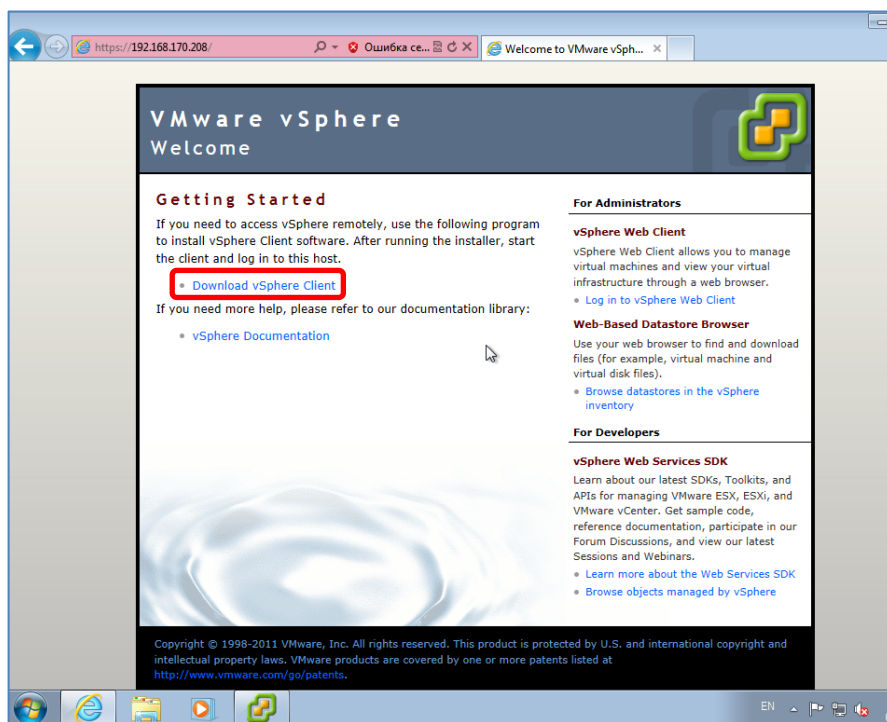 https://192.168.170.208/
Ошибка се...
Welcome to VMware vSph...
VMware vSphere
Welcome
Getting Started
If you need to access vSphere remotely, use the following program
to install vSphere Client software. After running the installer, start
the client and log in to this host.
Download vSphere Client
If you need more help, please refer to our documentation library:
vSphere Documentation
For Administrators
vSphere Web Client
vSphere Web Client allows you to manage
virtual machines and view your virtual
infrastructure through a web browser.
Log in to vSphere Web Client
Web-Based Datastore Browser
Use your web browser to find and download
files (for example, virtual machine and
virtual disk files).
Browse datastores in the vSphere
inventory
For Developers
vSphere Web Services SDK
Learn about our latest SDKs, Toolkits, and
APIs for managing VMware ESX, ESXi, and
VMware vCenter. Get sample code,
reference documentation, participate in our
Forum Discussions, and view our latest
Sessions and Webinars.
Learn more about the Web Services SDK
Browse objects managed by vSphere
Copyright © 1998-2011 VMware, Inc. All rights reserved. This product is protected by U.S. and international copyright and
intellectual property laws. VMware products are covered by one or more patents listed at
http://www.vmware.com/go/patents.
EN